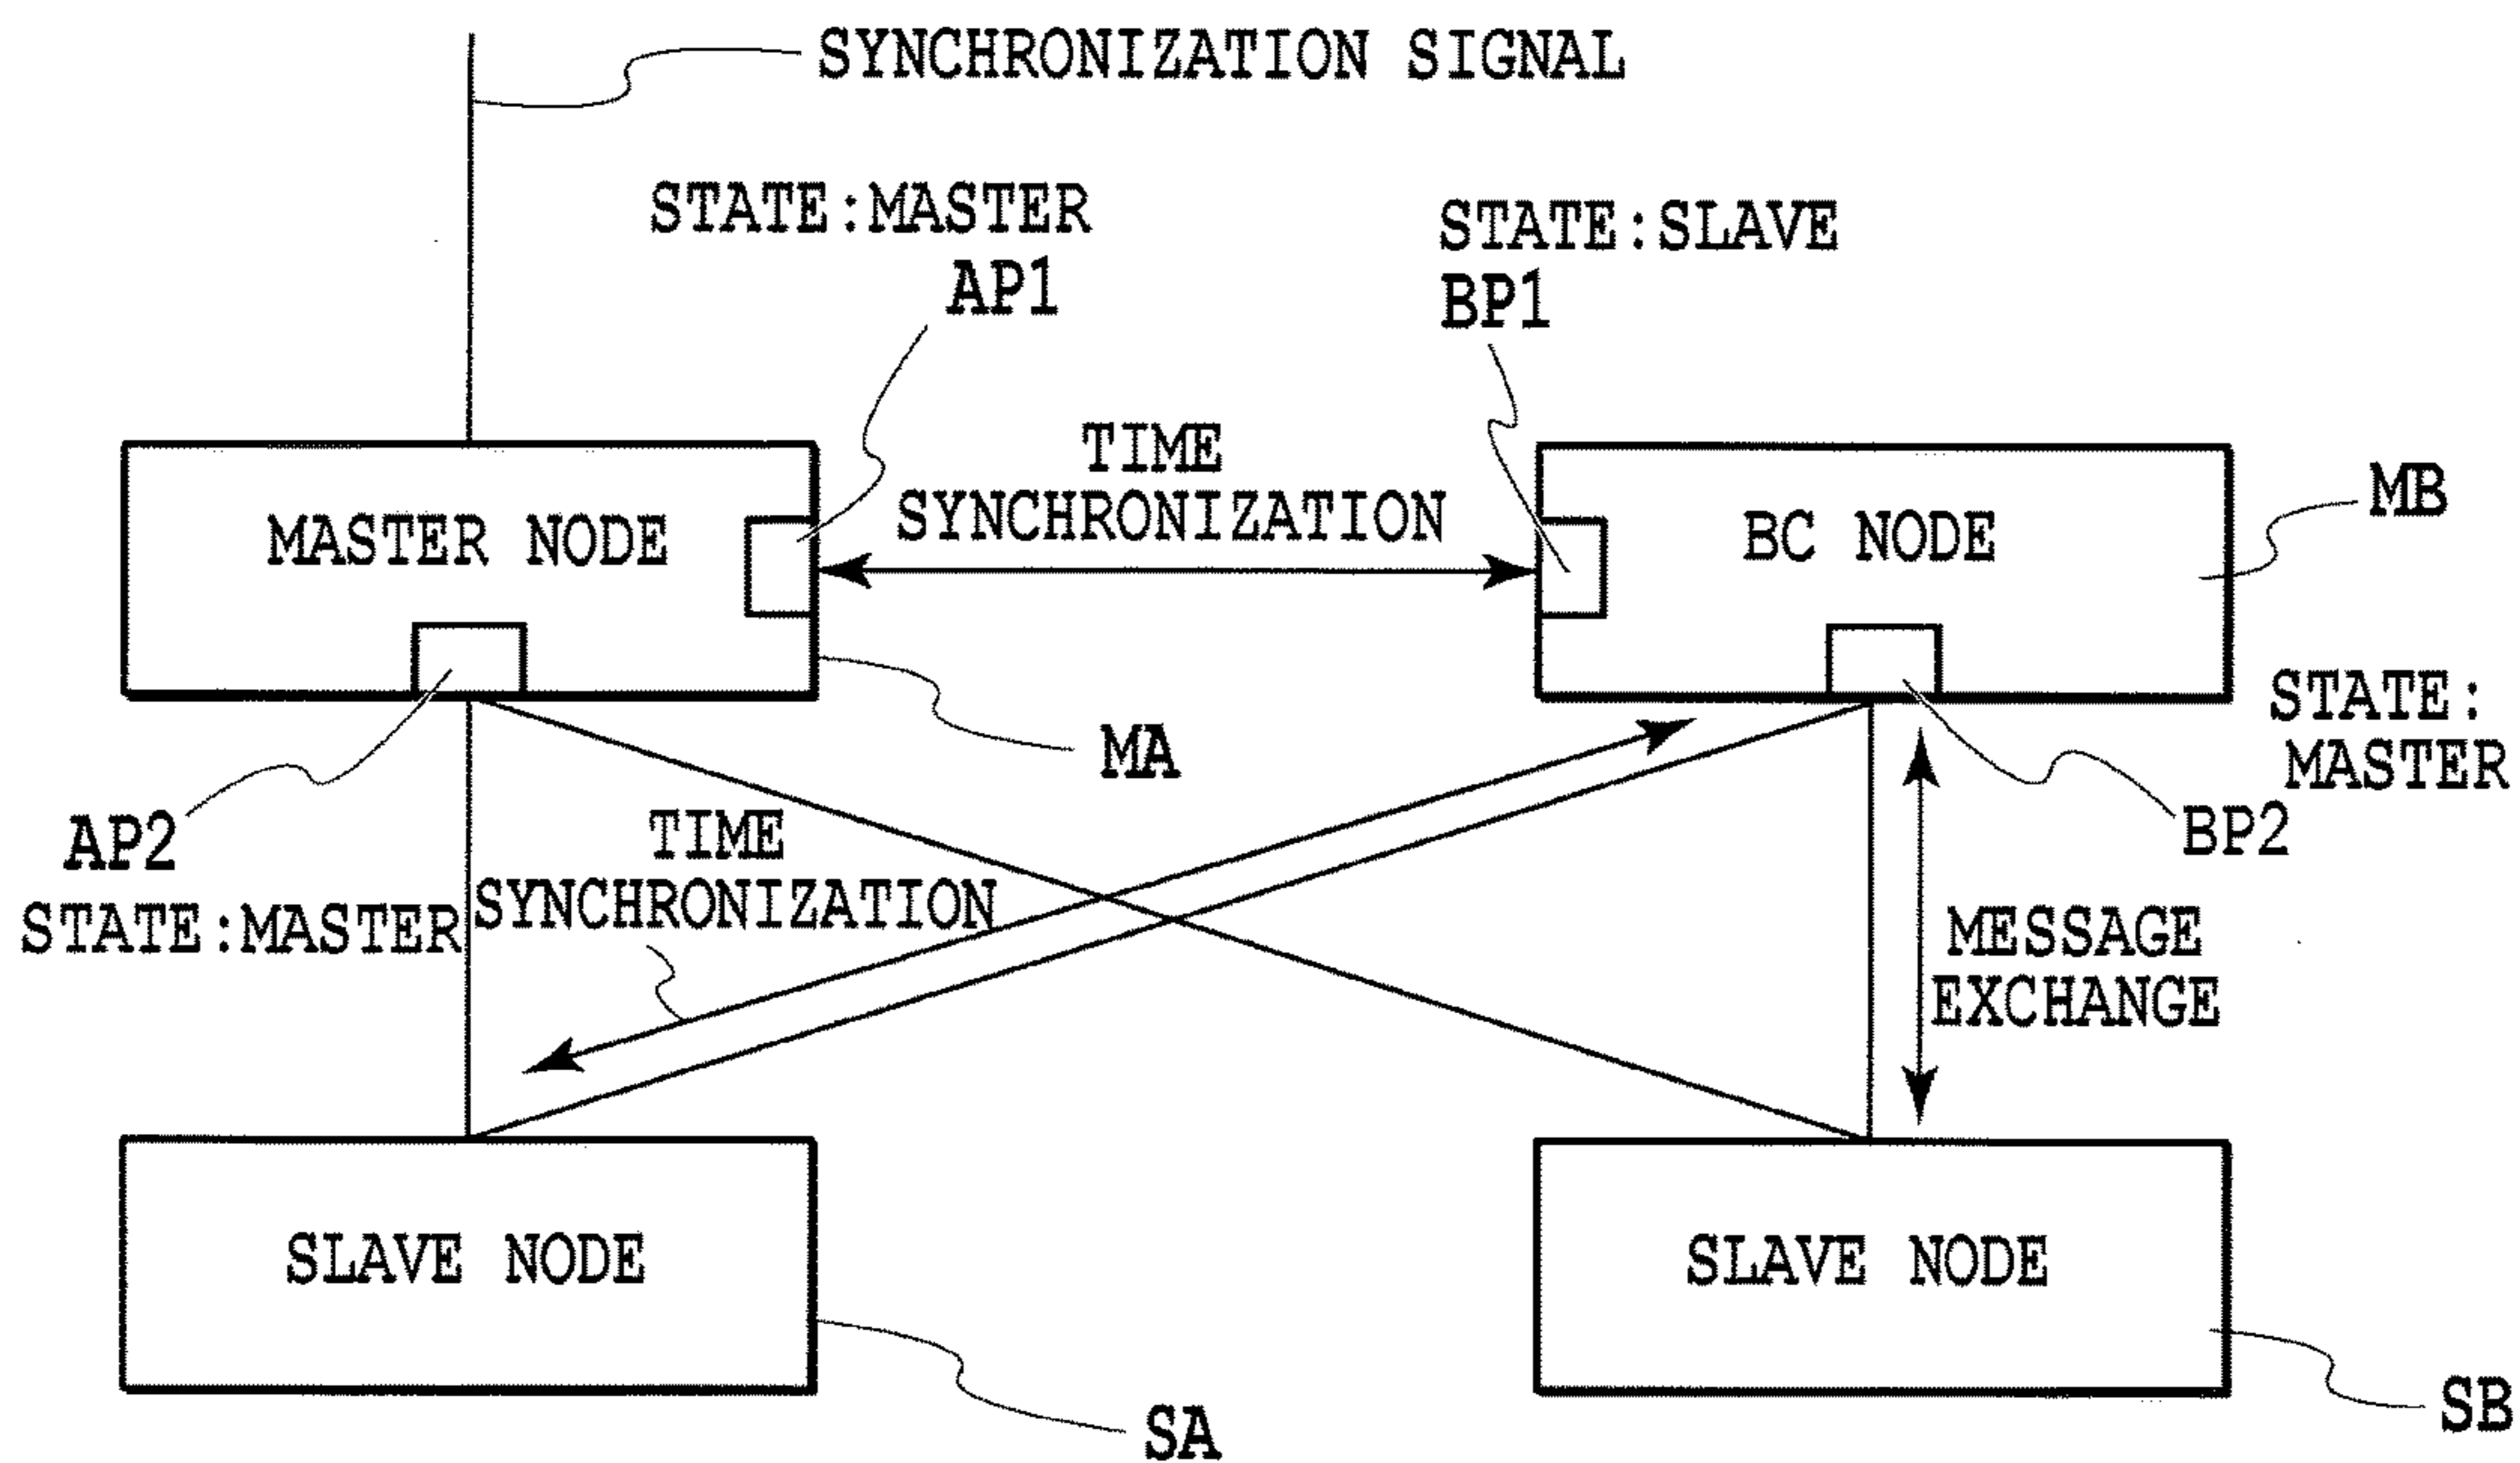 SYNCHRONIZATION SIGNAL
STATE:MASTER
AP1
STATE:SLAVE
BP1
TIME
SYNCHRONIZATION
MASTER NODE
BC NODE
MB
MA
STATE:
MASTER
BP2
AP2
STATE:MASTER
TIME
SYNCHRONIZATION
MESSAGE
EXCHANGE
SLAVE NODE
SLAVE NODE
SA
SB